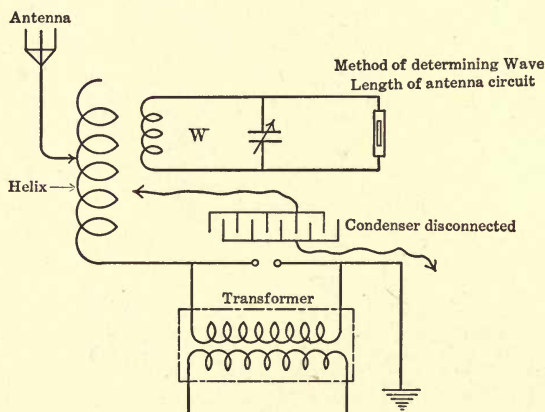 Antenna
Method of determining Wave
Length of antenna circuit
W
Helix
Condenser disconnected
Transformer